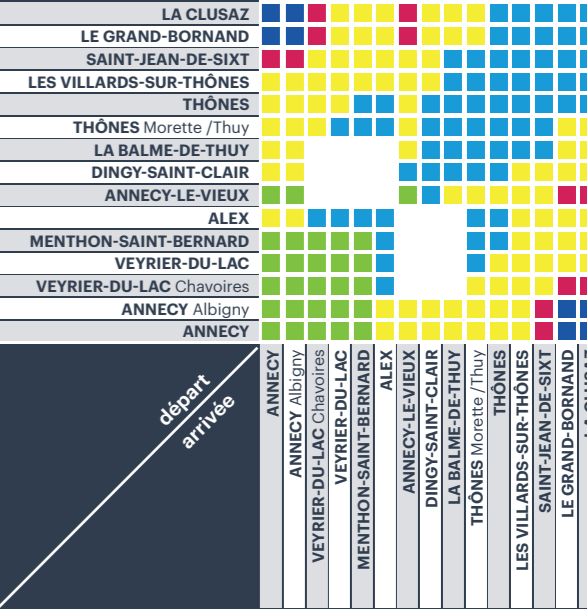 LA CLUSAZ
LE GRAND-BORNAND
SAINT-JEAN-DE-SIXT
LES VILLARDS-SUR-THÔNES
THÔNES
THÔNES Morette /Thuy
LA BALME-DE-THUY
DINGY-SAINT-CLAIR
ANNECY-LE-VIEUX
ALEX
MENTHON-SAINT-BERNARD
VEYRIER-DU-LAC
VEYRIER-DU-LAC Chavoires
ANNECY Albigny
ANNECY
départ
arrivée
ANNECY
ANNECY Albigny
VEYRIER-DU-LAC Chavoires
VEYRIER-DU-LAC
MENTHON-SAINT-BERNARD
ALEX
ANNECY-LE-VIEUX
DINGY-SAINT-CLAIR
LA BALME-DE-THUY
THÔNES Morette /Thuy
THÔNES
LES VILLARDS-SUR-THÔNES
SAINT-JEAN-DE-SIXT
LE GRAND-BORNAND